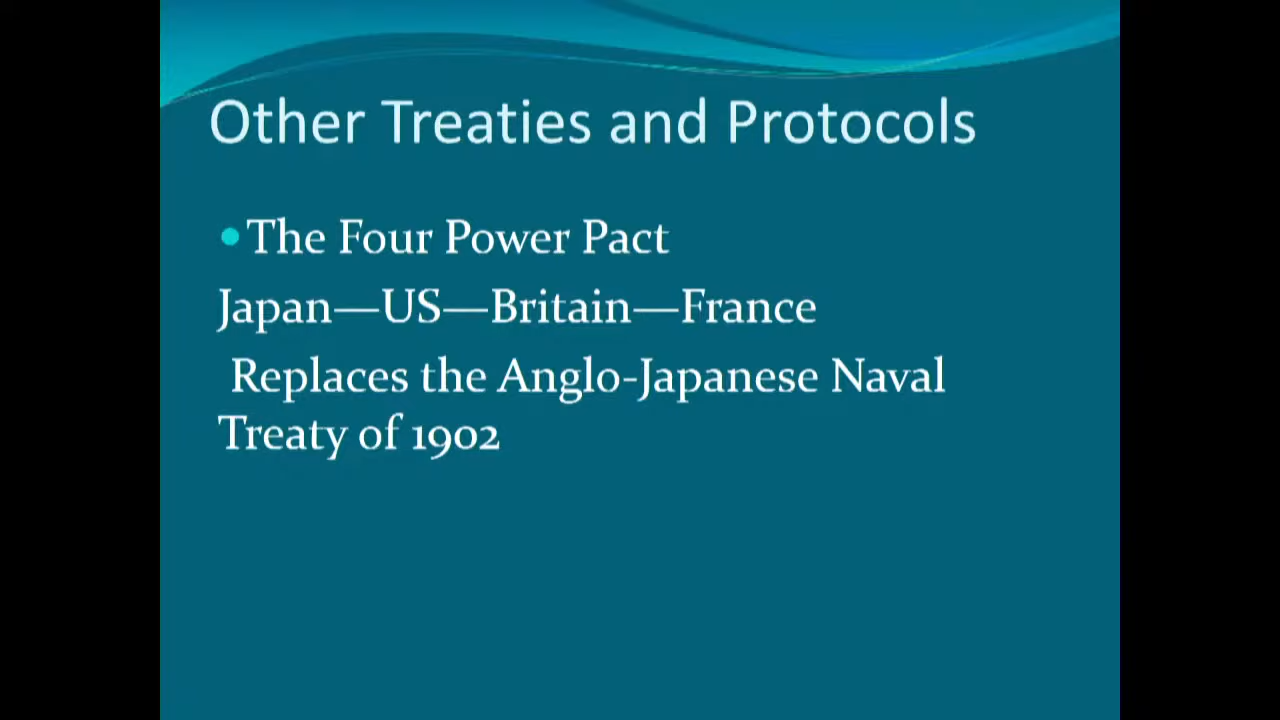 Other Treaties and Protocols
•The Four Power Pact
Japan—US—Britain—France
Replaces the Anglo-Japanese Naval
Treaty of 1902